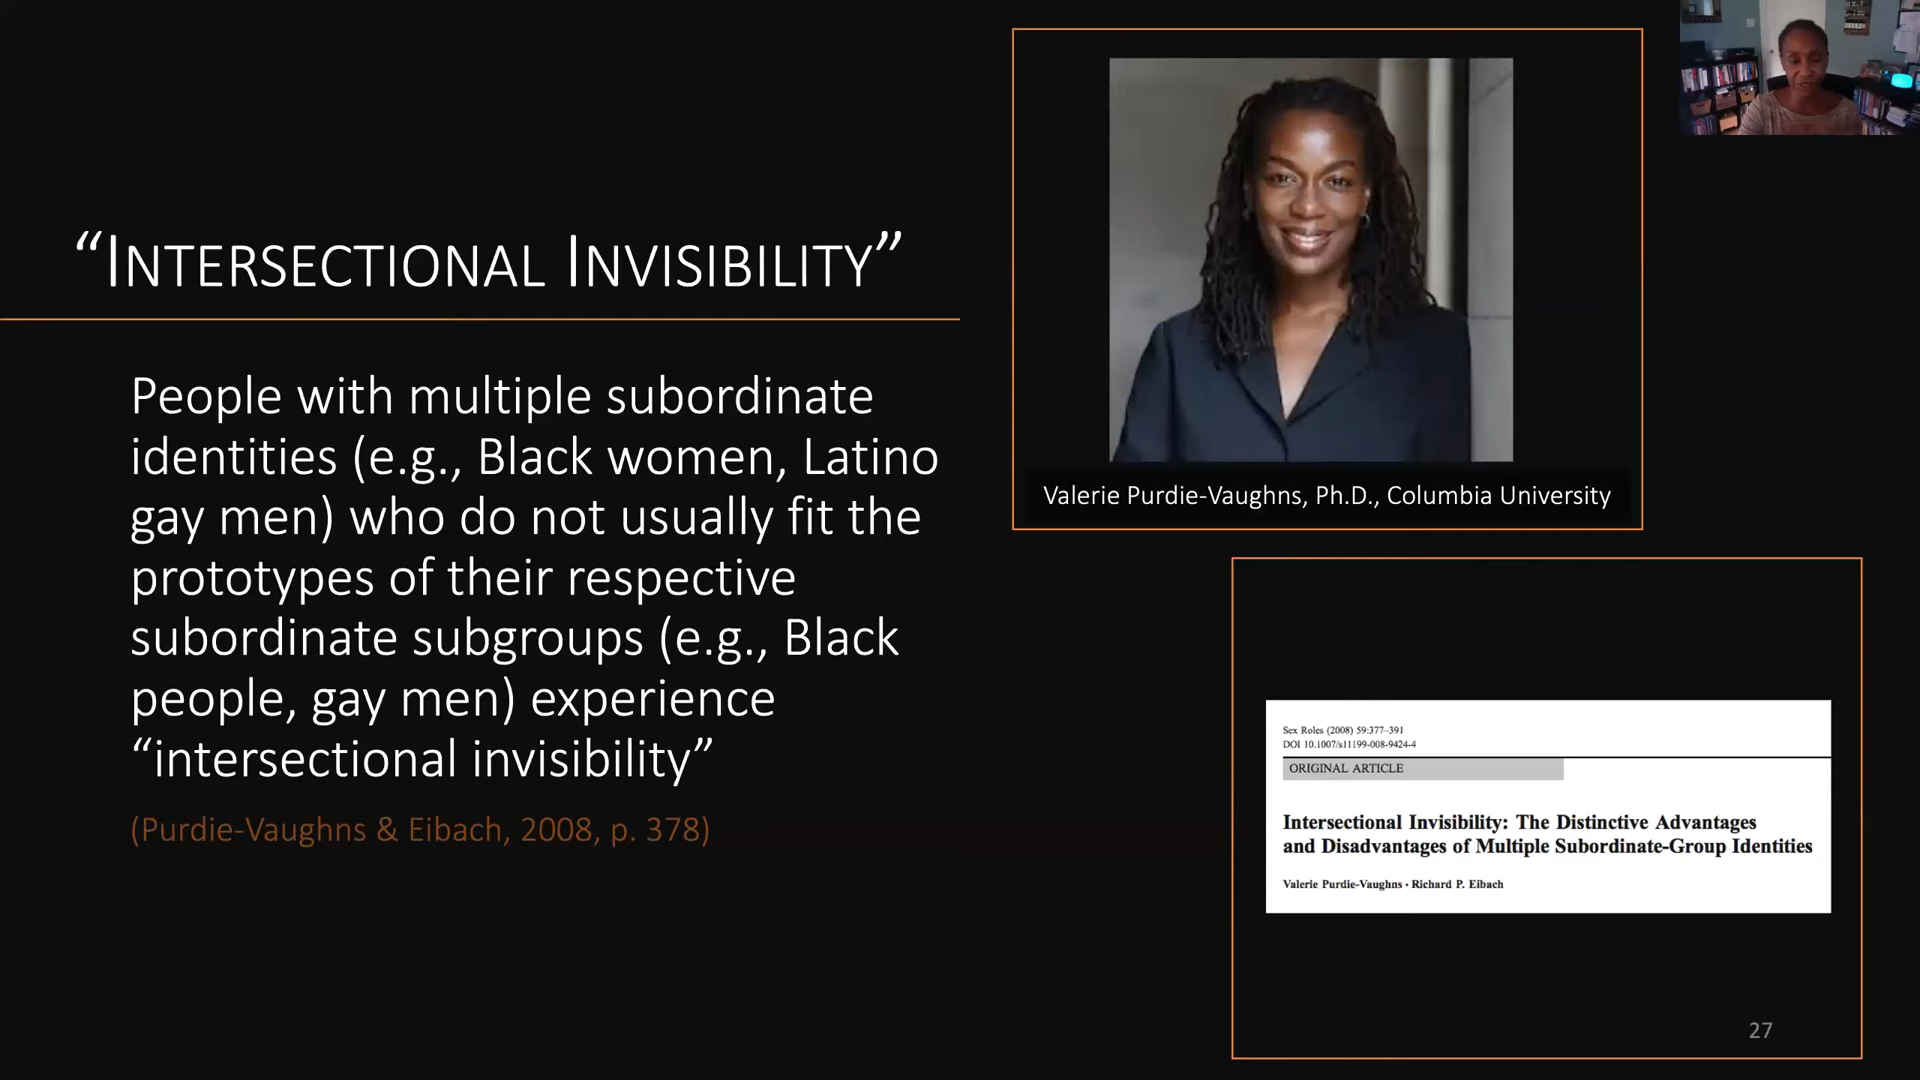 “INTERSECTIONAL INVISIBILITY”
People with multiple subordinate
identities (e.g., Black women, Latino
gay men) who do not usually fit the
prototypes of their respective
subordinate subgroups (e.g., Black
people, gay men) experience
“intersectional invisibility”
(Purdie-Vaughns & Eibach, 2008, p. 378)
Valerie Purdie-Vaughns, Ph.D., Columbia University
Sex Roles (2008) 59:377–391
DOI 10.1007/s11199-008-9424-4
ORIGINAL ARTICLE
Intersectional Invisibility: The Distinctive Advantages
and Disadvantages of Multiple Subordinate-Group Identities
Valerie Purdie-Vaughns · Richard P. Eibach
27